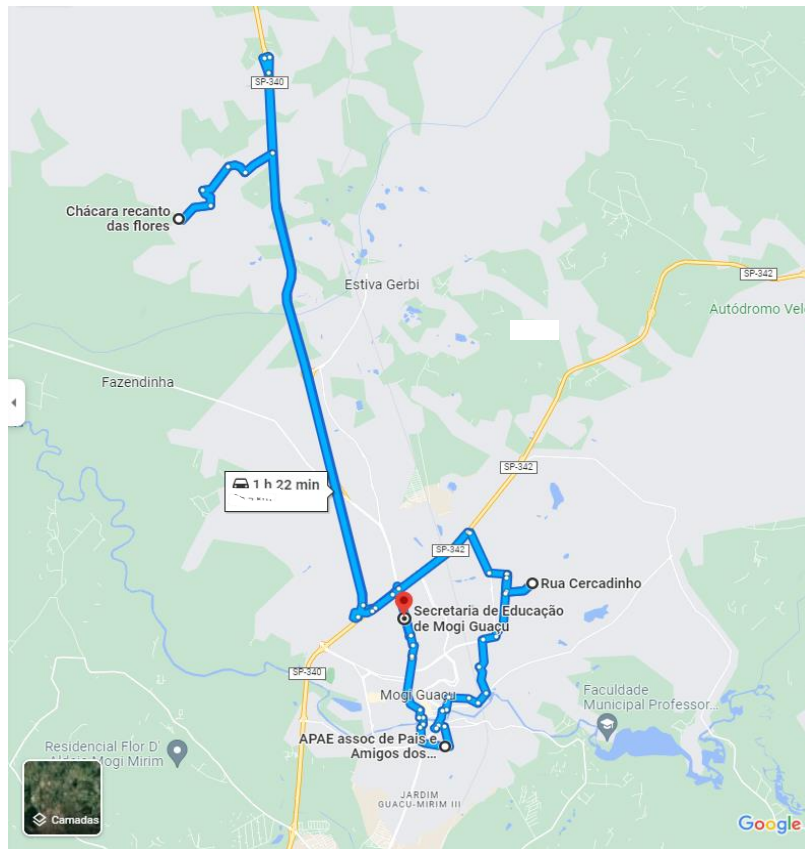 SP-340
Chácara recanto
das flores
SP-342
Estiva Gerbi
Autódromo Velo
Fazendinha
SP-342
1 h 22 min
SP-342
Rua Cercadinho
Secretaria de Educação
de Mogi Guaçu
SP-340
Mogi Guaçu
Faculdade
Municipal Professor...
APAE assoc de Pais e
Amigos dos...
Residencial Flor D'
Aldeia Mogi Mirim
JARDIM
GUAÇU-MIRIM III
Camadas
Google